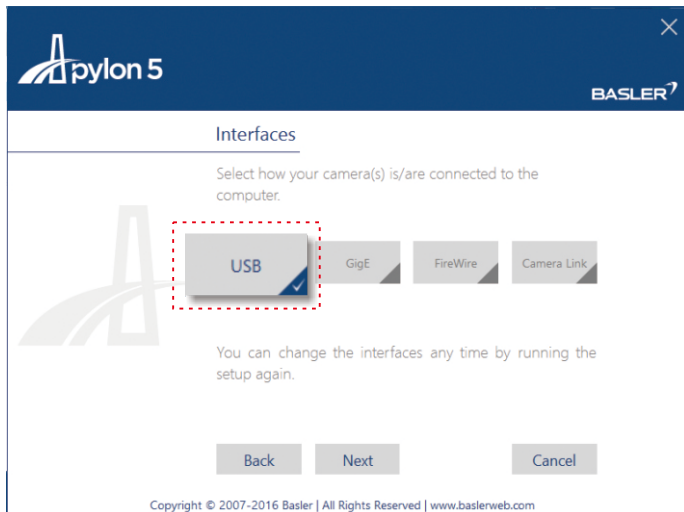 pylon 5
BASLER
Interfaces
Select how your camera(s) is/are connected to the
computer.
USB
GigE
FireWire
Camera Link
You can change the interfaces any time by running the
setup again.
Back
Next
Cancel
Copyright © 2007-2016 Basler | All Rights Reserved | www.baslerweb.com